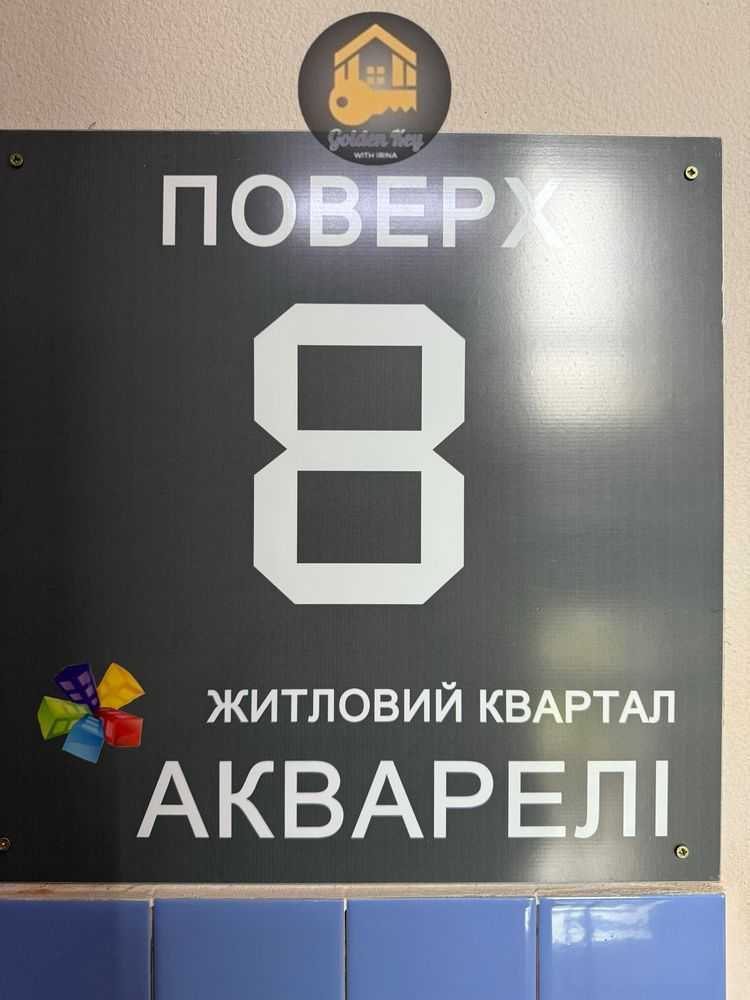 Golden Key
WITH IRINA
ПОВЕРХ
8
ЖИТЛОВИЙ КВАРТАЛ
АКВАРЕЛІ